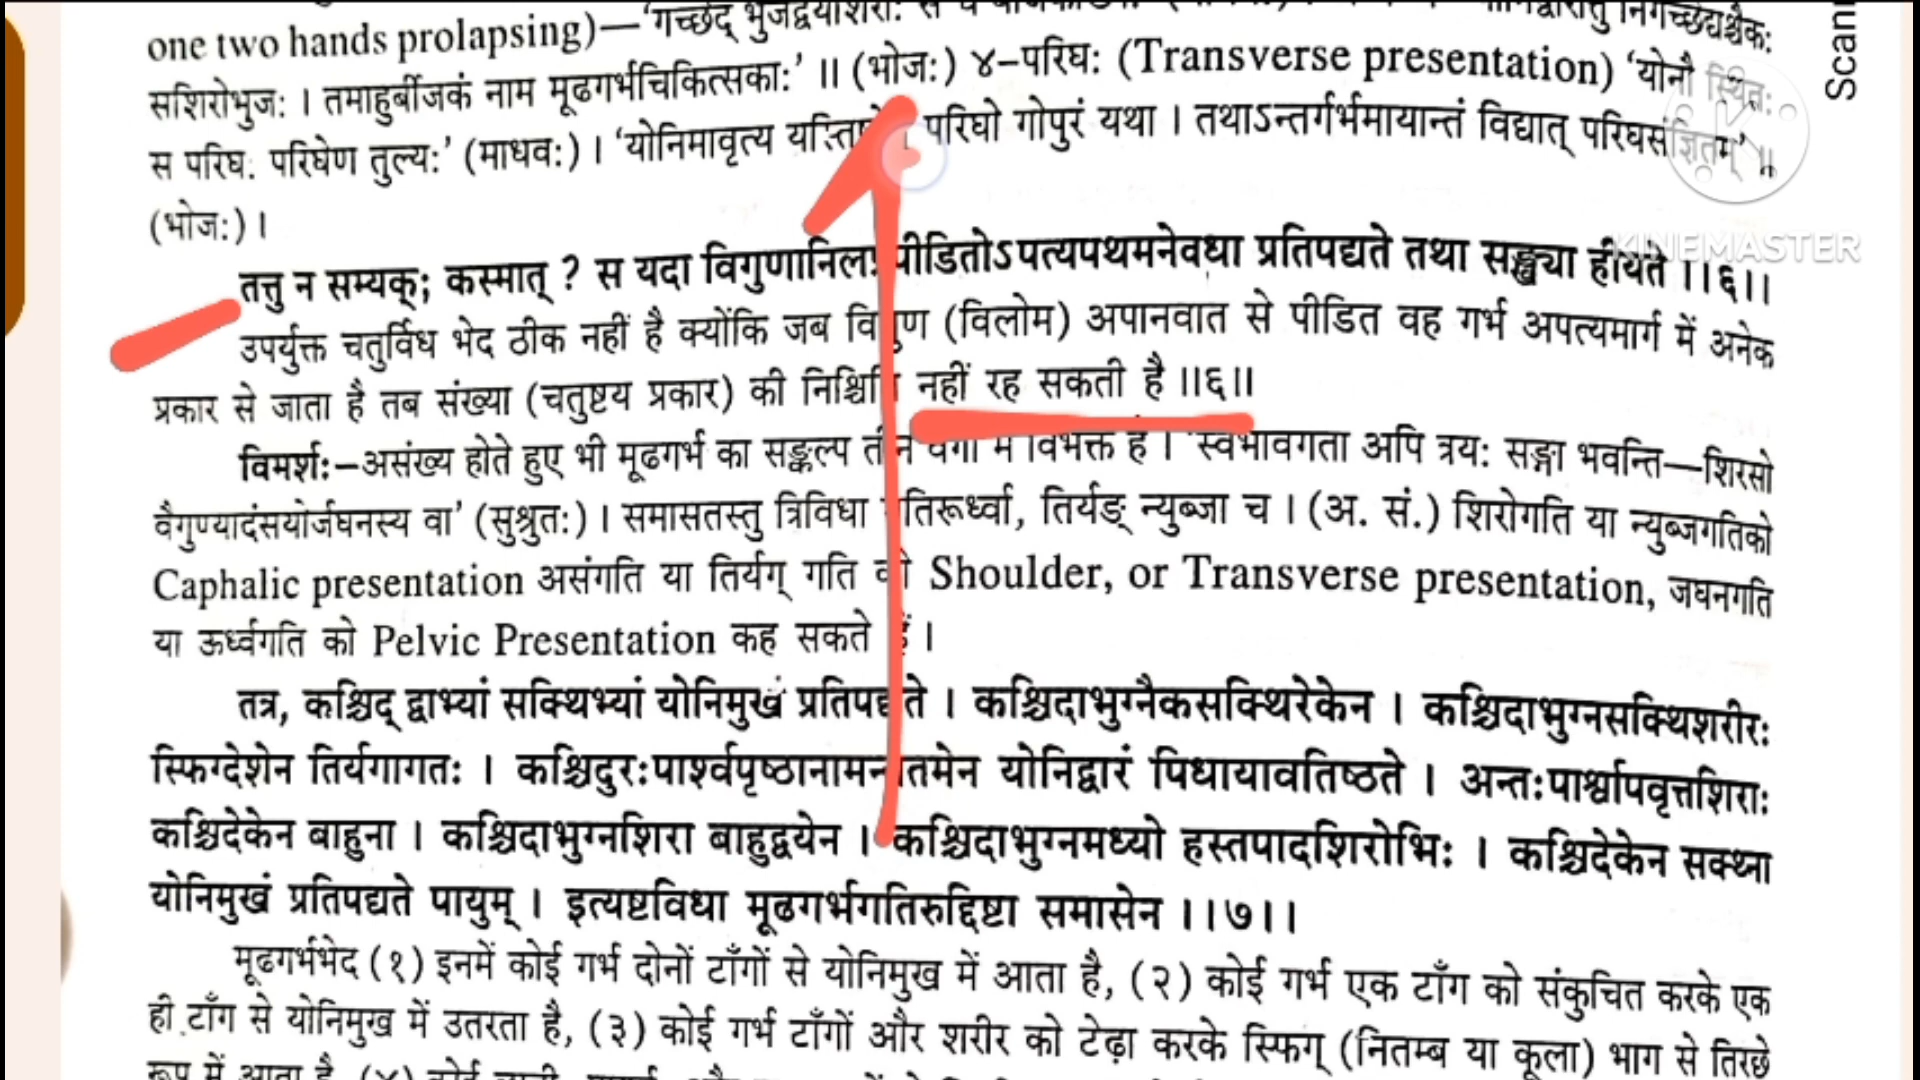 one two hands prolapsing)—'गच्छेद् भुजद्वयशिराः स निर्गच्छेद्यश्चैकः
सशिरोभुजः । तमाहुर्बीजकं नाम मूढगर्भचिकित्सकाः' ॥ (भोजः) ४-परिघः (Transverse presentation) 'योनौ स्थितः
स परिघः परिघेण तुल्यः' (माधवः) । 'योनिमावृत्य परिघो गोपुरं यथा । तथाऽन्तर्गर्भमायान्तं विद्यात् परिघसंज्ञितम्' ॥
(भोजः) ।
तत्तु न सम्यक्; कस्मात् ? स यदा विगुणानिलप्रपीडितोऽपत्यपथमनेवधा प्रतिपद्यते तथा सङ्ख्या हीयते ।।६।।
उपर्युक्त चतुर्विध भेद ठीक नहीं है क्योंकि जब विगुण (विलोम) अपानवात से पीडित वह गर्भ अपत्यमार्ग में अनेक
प्रकार से जाता है तब संख्या (चतुष्टय प्रकार) की निश्चिति नहीं रह सकती है ।।६।।
विमर्शः–असंख्य होते हुए भी मूढगर्भ का सङ्कल्प तीन वर्गों में विभक्त है । 'स्वभावगता अपि त्रयः सङ्गा भवन्ति—शिरसो
वैगुण्यादंसयोर्जघनस्य वा' (सुश्रुतः) । समासतस्तु त्रिविधा गतिरूर्ध्वा, तिर्यङ् न्युब्जा च । (अ. सं.) शिरोगति या न्युब्जगतिको
Caphalic presentation असंगति या तिर्यग् गति को Shoulder, or Transverse presentation, जघनगति
या ऊर्ध्वगति को Pelvic Presentation कह सकते हैं ।
तत्र, कश्चिद् द्वाभ्यां सक्थिभ्यां योनिमुखं प्रतिपद्यते । कश्चिदाभुग्नैकसक्थिरेकेन । कश्चिदाभुग्नसक्थिशरीरः
स्फिग्देशेन तिर्यगागतः । कश्चिदुरःपार्श्वपृष्ठानामन्यतमेन योनिद्वारं पिधायावतिष्ठते । अन्तःपार्श्वापवृत्तशिराः
कश्चिदेकेन बाहुना । कश्चिदाभुग्नशिरा बाहुद्वयेन । कश्चिदाभुग्नमध्यो हस्तपादशिरोभिः । कश्चिदेकेन सक्थ्ना
योनिमुखं प्रतिपद्यते पायुम् । इत्यष्टविधा मूढगर्भगतिरुद्दिष्टा समासेन ।।७।।
मूढगर्भभेद (१) इनमें कोई गर्भ दोनों टाँगों से योनिमुख में आता है, (२) कोई गर्भ एक टाँग को संकुचित करके एक
ही टाँग से योनिमुख में उतरता है, (३) कोई गर्भ टाँगों और शरीर को टेढ़ा करके स्फिग् (नितम्ब या कूला) भाग से तिरछे
रूप में आता है, (४) कोई
Scan
KINEMASTER